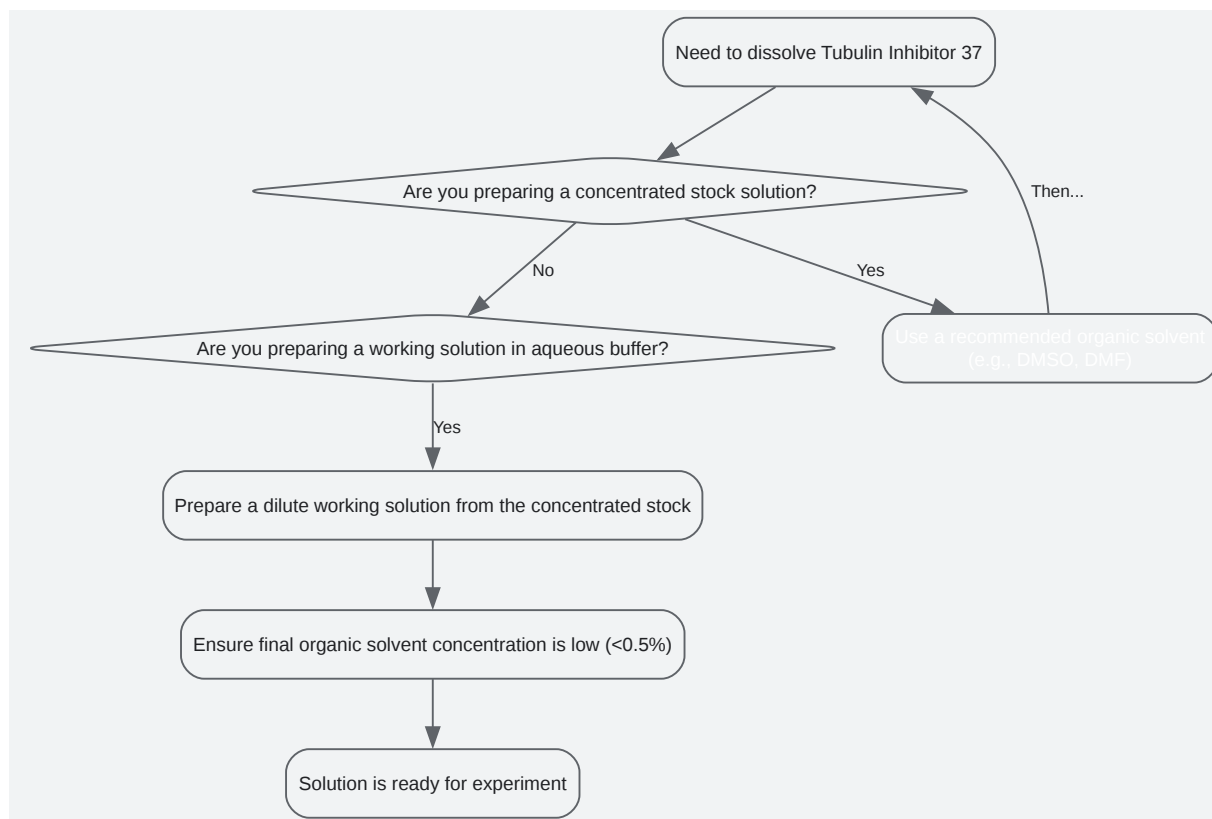 Need to dissolve Tubulin Inhibitor 37
Are you preparing a concentrated stock solution?
Then...
No
Yes
Are you preparing a working solution in aqueous buffer?
Use a recommended organic solvent
(e.g., DMSO, DMF)
Yes
Prepare a dilute working solution from the concentrated stock
Ensure final organic solvent concentration is low (<0.5%)
Solution is ready for experiment